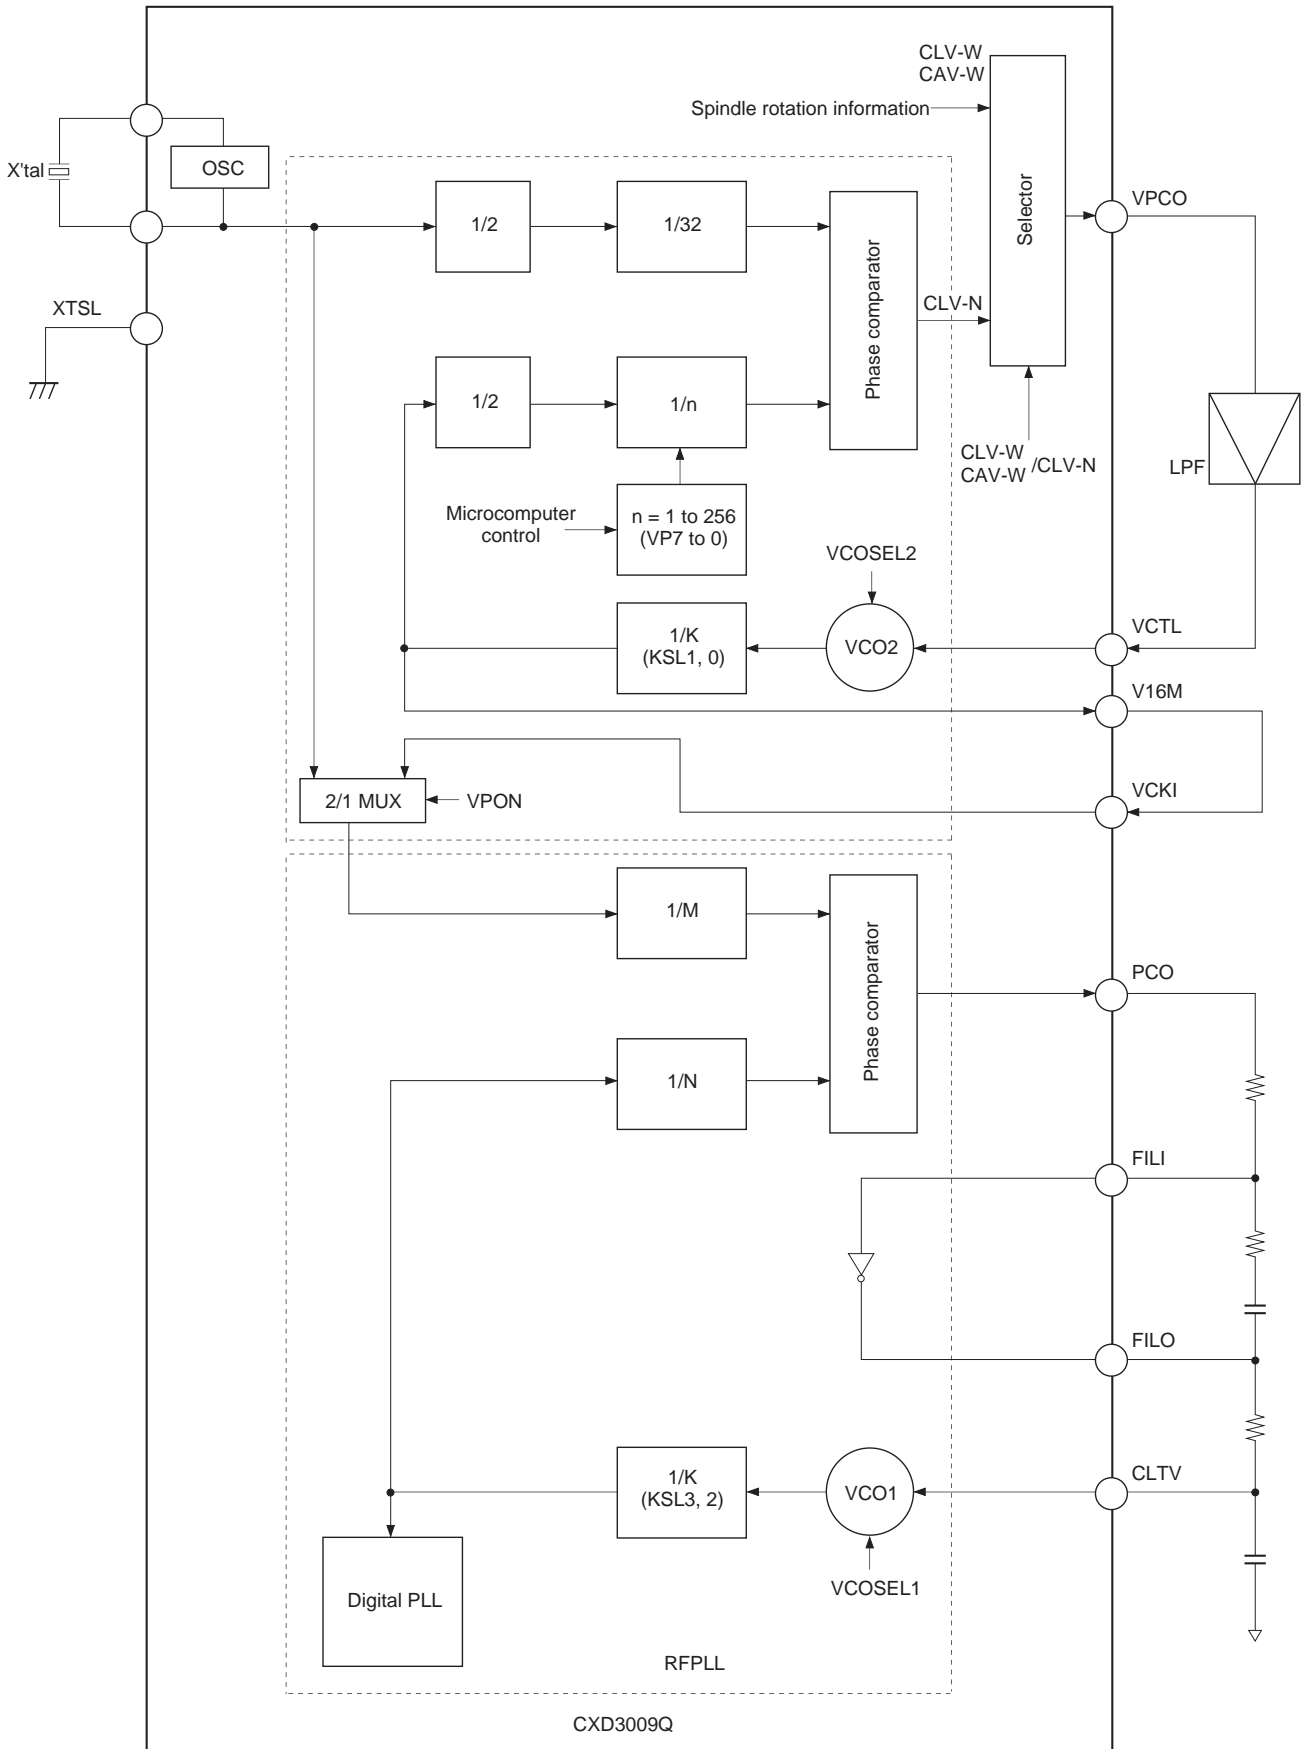 CLV-W
CAV-W
Spindle rotation information
X'tal
OSC
Selector
VPCO
1/2
1/32
XTSL
CLV-N
Phase comparator
1/2
1/n
CLV-W
CAV-W
/CLV-N
LPF
Microcomputer
control
n = 1 to 256
(VP7 to 0)
VCOSEL2
1/K
(KSL1, 0)
VCO2
VCTL
V16M
2/1 MUX
VPON
VCKI
1/M
Phase comparator
PCO
1/N
FILI
FILO
1/K
(KSL3, 2)
VCO1
CLTV
VCOSEL1
Digital PLL
RFPLL
CXD3009Q